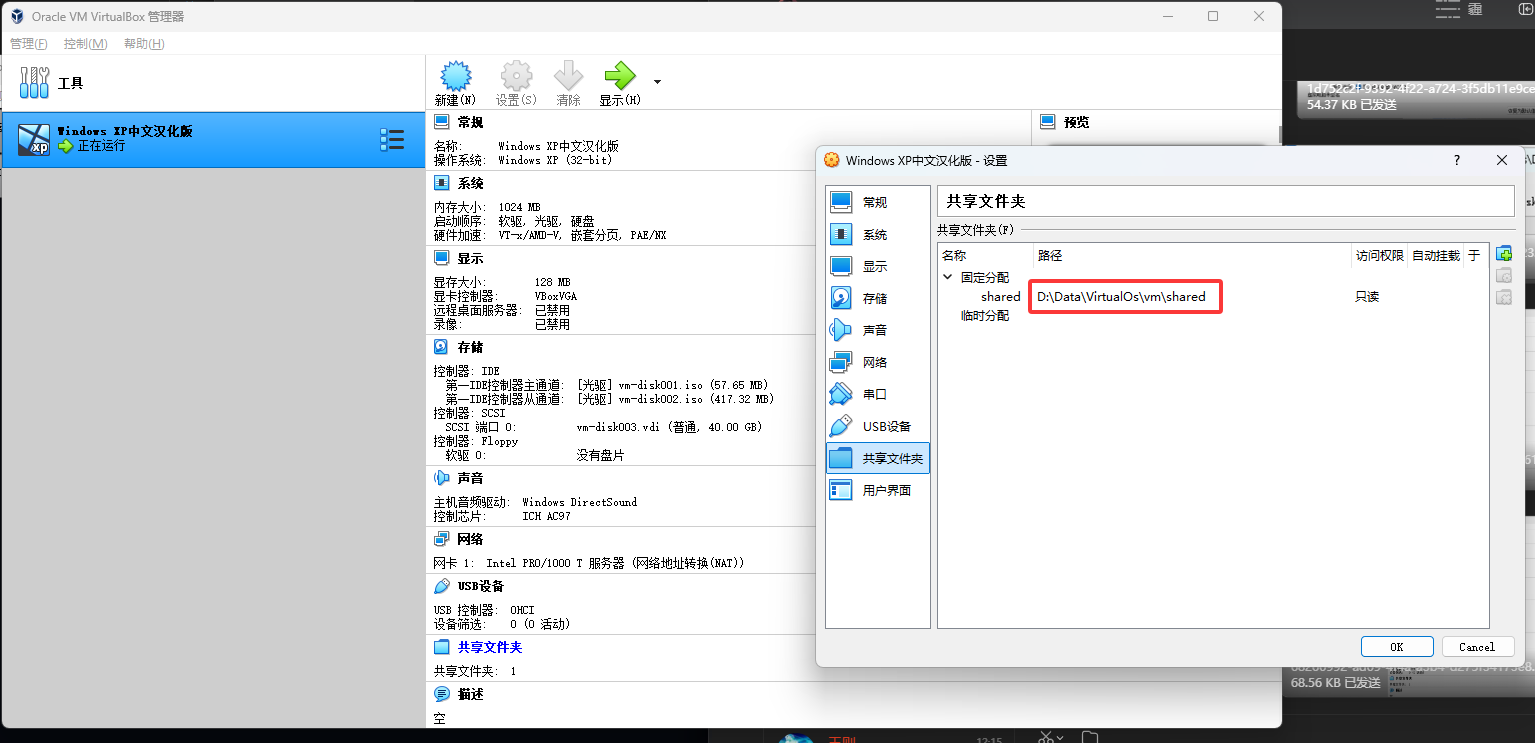 Oracle VM VirtualBox 管理器
管理(F) 控制(M) 帮助(H)
工具
Windows XP中文汉化版
正在运行
新建(N) 设置(S) 清除 显示(H)
常规
名称: Windows XP中文汉化版
操作系统: Windows XP (32-bit)
系统
内存大小: 1024 MB
启动顺序: 软驱, 光驱, 硬盘
硬件加速: VT-x/AMD-V, 嵌套分页, PAE/NX
显示
显存大小: 128 MB
显卡控制器: VBoxVGA
远程桌面服务器: 已禁用
录像: 已禁用
存储
控制器: IDE
第一IDE控制器主通道: [光驱] vm-disk001.iso (57.65 MB)
第一IDE控制器从通道: [光驱] vm-disk002.iso (417.32 MB)
控制器: SCSI
SCSI 端口 0: vm-disk003.vdi (普通, 40.00 GB)
控制器: Floppy
软驱 0: 没有盘片
声音
主机音频驱动: Windows DirectSound
控制芯片: ICH AC97
网络
网卡 1: Intel PRO/1000 T 服务器 (网络地址转换(NAT))
USB设备
USB 控制器: OHCI
设备筛选: 0 (0 活动)
共享文件夹
共享文件夹: 1
描述
空
预览
Windows XP中文汉化版 - 设置
?
常规
系统
显示
存储
声音
网络
串口
USB设备
共享文件夹
用户界面
共享文件夹
共享文件夹(F)
名称 路径 访问权限 自动挂载 于
固定分配
shared D:\Data\VirtualOs\vm\shared 只读
临时分配
OK Cancel
1d752c2f-9392-4f22-a724-3f5db11e9ce
54.37 KB 已发送
68.56 KB 已发送
12:15